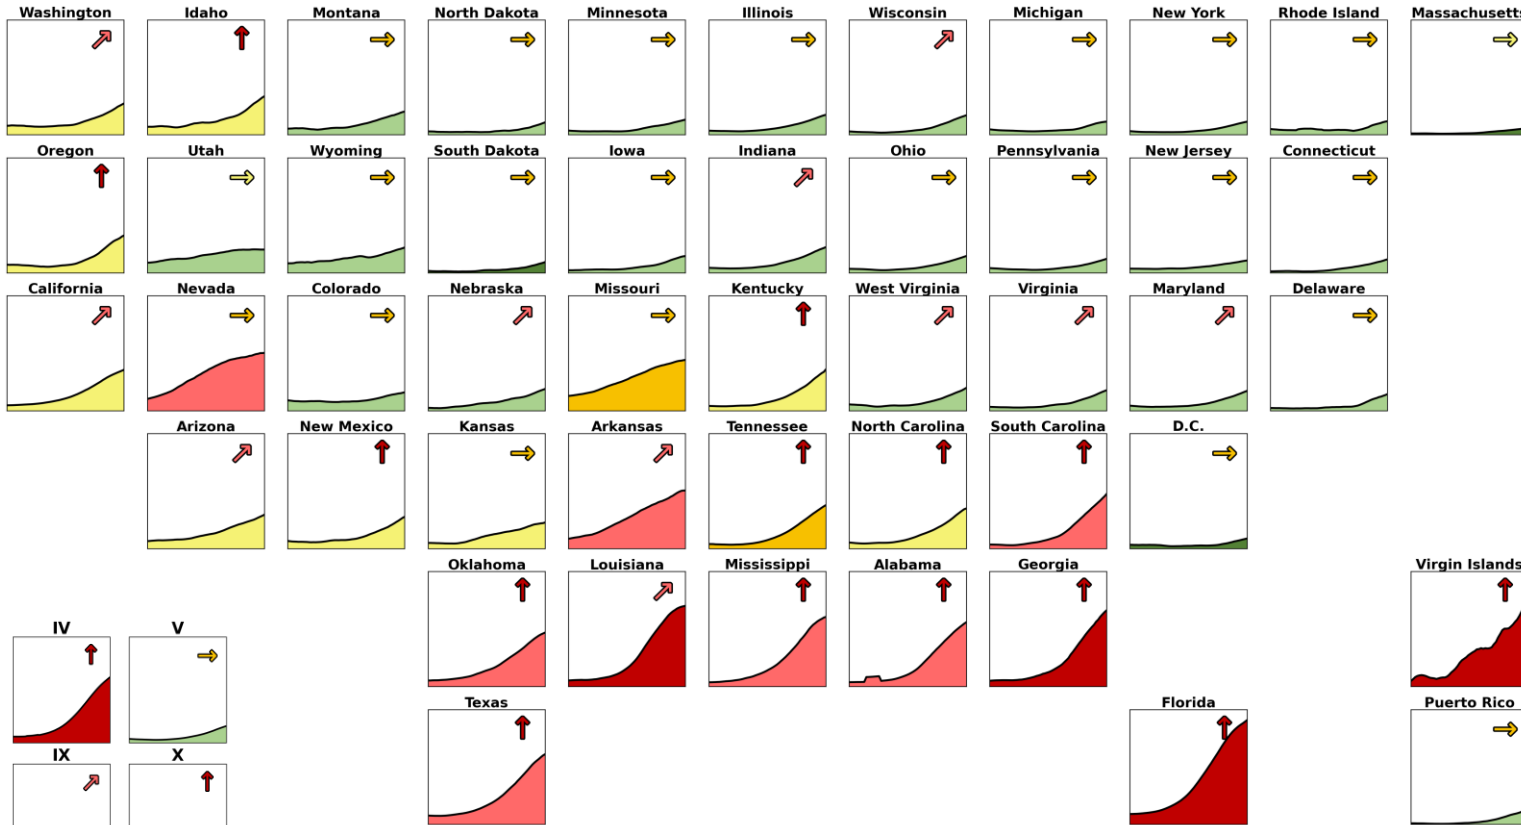 Washington Idaho Montana North Dakota Minnesota Illinois Wisconsin Michigan New York Rhode Island Massachusetts
Oregon Utah Wyoming South Dakota Iowa Indiana Ohio Pennsylvania New Jersey Connecticut
California Nevada Colorado Nebraska Missouri Kentucky West Virginia Virginia Maryland Delaware
Arizona New Mexico Kansas Arkansas Tennessee North Carolina South Carolina D.C.
Oklahoma Louisiana Mississippi Alabama Georgia Virgin Islands
IV V
Texas Florida Puerto Rico
IX X